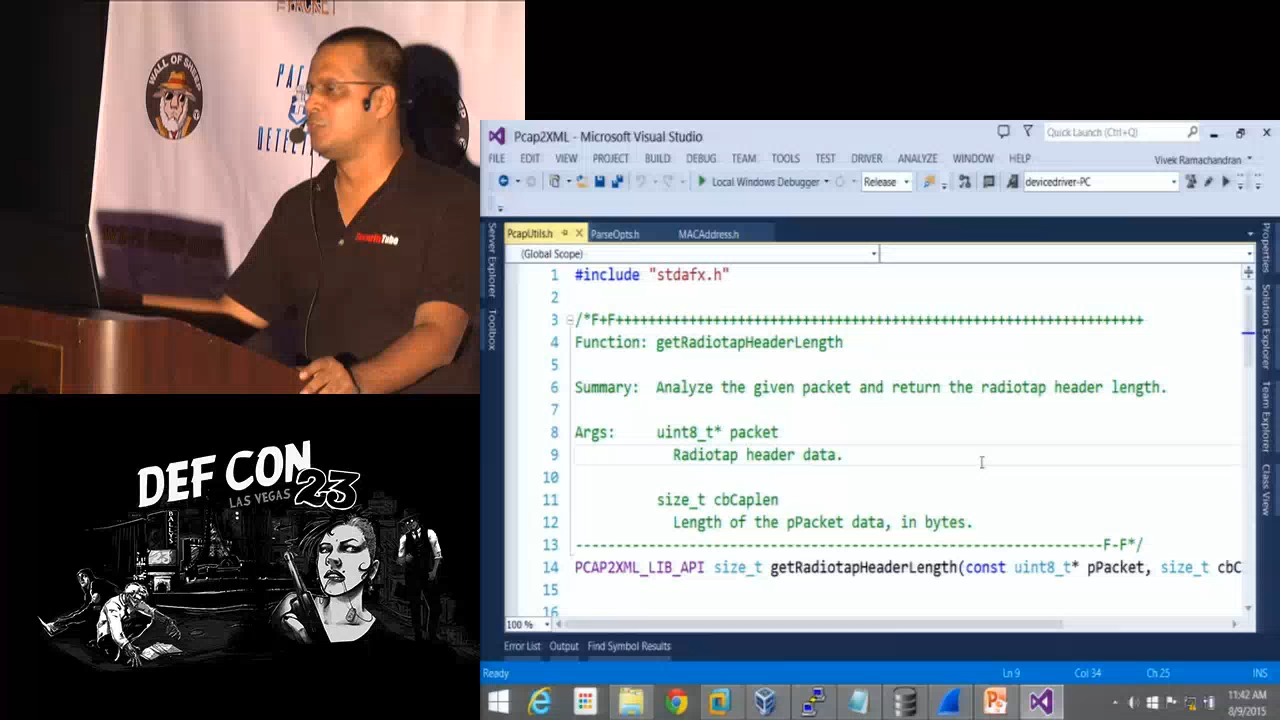 WALL OF SHEEP
DEF CON
LAS VEGAS 23
BALLY'S
Pcap2XML - Microsoft Visual Studio
Quick Launch (Ctrl+Q)
FILE EDIT VIEW PROJECT BUILD DEBUG TEAM TOOLS TEST DRIVER ANALYZE WINDOW HELP
Vivek Ramachandran
Local Windows Debugger Release devicedriver-PC
PcapUtils.h ParseOpts.h MACAddress.h
(Global Scope)
Server Explorer
Toolbox
Properties
Solution Explorer
Team Explorer
Class View
1 #include "stdafx.h"
2
3 /*F+F+++++++++++++++++++++++++++++++++++++++++++++++++++++++++++++++++
4 Function: getRadiotapHeaderLength
5
6 Summary: Analyze the given packet and return the radiotap header length.
7
8 Args: uint8_t* packet
9 Radiotap header data.
10
11 size_t cbCaplen
12 Length of the pPacket data, in bytes.
13 -----------------------------------------------------------------F-F*/
14 PCAP2XML_LIB_API size_t getRadiotapHeaderLength(const uint8_t* pPacket, size_t cbC
15
16
100 %
Error List Output Find Symbol Results
Ready Ln 9 Col 34 Ch 25 INS
11:42 AM
8/9/2015